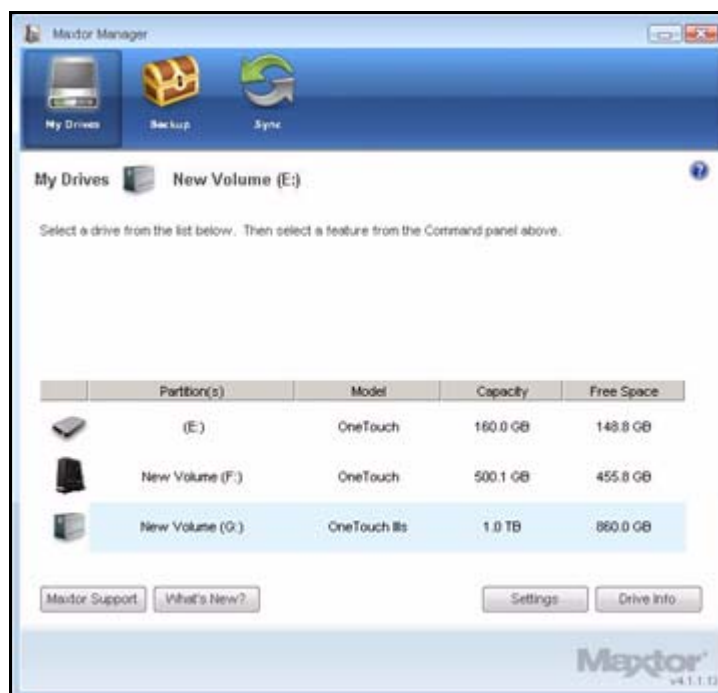 Maxtor Manager
My Drives Backup Sync
My Drives New Volume (E:)
Select a drive from the list below. Then select a feature from the Command panel above.
Partition(s) Model Capacity Free Space
(E:) OneTouch 160.0 GB 148.8 GB
New Volume (F:) OneTouch 500.1 GB 455.8 GB
New Volume (G:) OneTouch IIIs 1.0 TB 860.0 GB
Maxtor Support What's New? Settings Drive Info
Maxtor